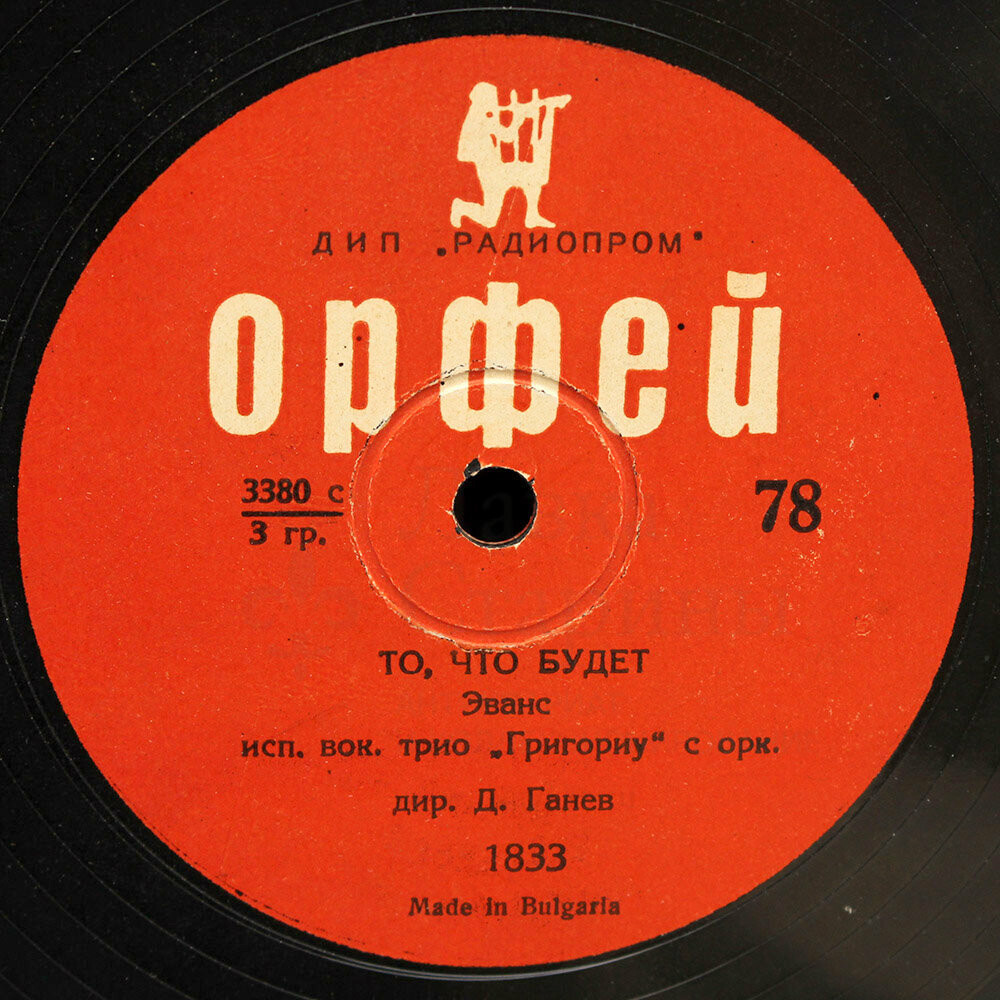 ДИП „РАДИОПРОМ"
орфей
3380 с
3 гр.
78
ТО, ЧТО БУДЕТ
Эванс
исп. вок. трио „Григориу“ с орк.
дир. Д. Ганев
1833
Made in Bulgaria